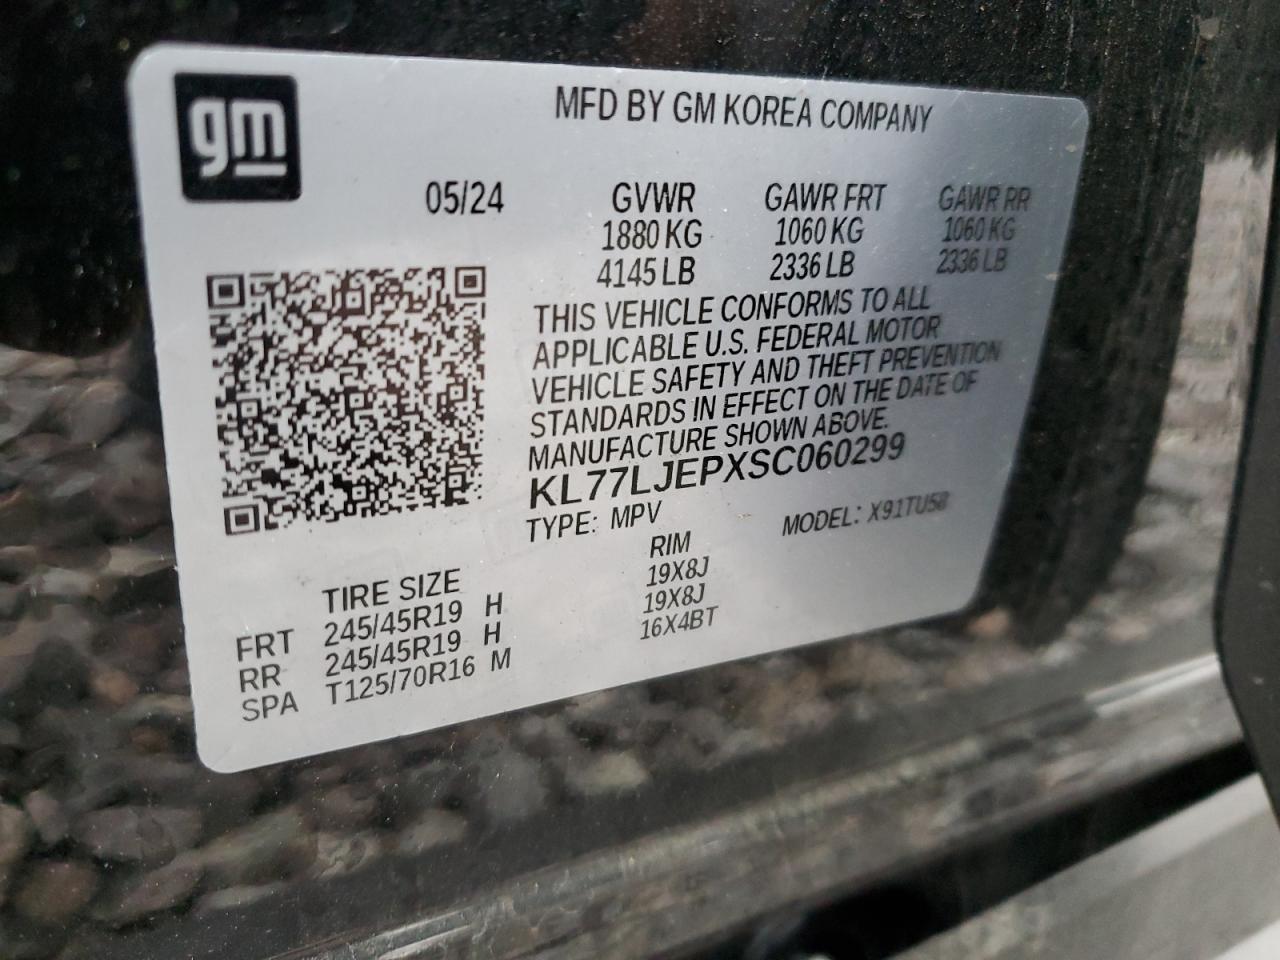 gm
MFD BY GM KOREA COMPANY
05/24 GVWR GAWR FRT GAWR RR
1880 KG 1060 KG 1060 KG
4145 LB 2336 LB 2336 LB
THIS VEHICLE CONFORMS TO ALL
APPLICABLE U.S. FEDERAL MOTOR
VEHICLE SAFETY AND THEFT PREVENTION
STANDARDS IN EFFECT ON THE DATE OF
MANUFACTURE SHOWN ABOVE.
KL77LJEPXSC060299
TYPE: MPV MODEL: X91TU58
TIRE SIZE RIM
FRT 245/45R19 H 19X8J
RR 245/45R19 H 19X8J
SPA T125/70R16 M 16X4BT